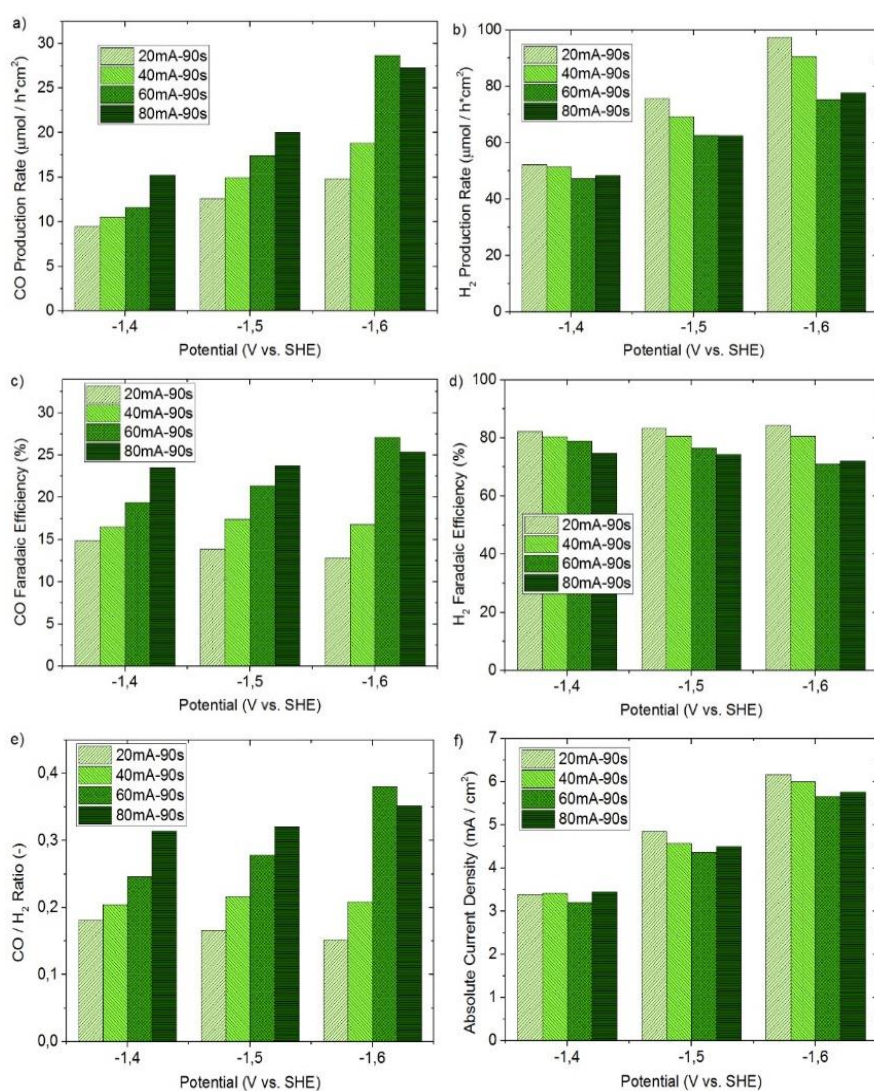 a)
30
25
20
15
10
5
0
CO Production Rate (µmol / h*cm²)
20mA-90s
40mA-90s
60mA-90s
80mA-90s
-1,4
-1,5
-1,6
Potential (V vs. SHE)
b)
100
80
60
40
20
0
H₂ Production Rate (µmol / h*cm²)
20mA-90s
40mA-90s
60mA-90s
80mA-90s
-1,4
-1,5
-1,6
Potential (V vs. SHE)
c)
30
25
20
15
10
5
0
CO Faradaic Efficiency (%)
20mA-90s
40mA-90s
60mA-90s
80mA-90s
-1,4
-1,5
-1,6
Potential (V vs. SHE)
d)
100
80
60
40
20
0
H₂ Faradaic Efficiency (%)
20mA-90s
40mA-90s
60mA-90s
80mA-90s
-1,4
-1,5
-1,6
Potential (V vs. SHE)
e)
0,4
0,3
0,2
0,1
0,0
CO / H₂ Ratio (-)
20mA-90s
40mA-90s
60mA-90s
80mA-90s
-1,4
-1,5
-1,6
Potential (V vs. SHE)
f)
7
6
5
4
3
2
1
0
Absolute Current Density (mA / cm²)
20mA-90s
40mA-90s
60mA-90s
80mA-90s
-1,4
-1,5
-1,6
Potential (V vs. SHE)